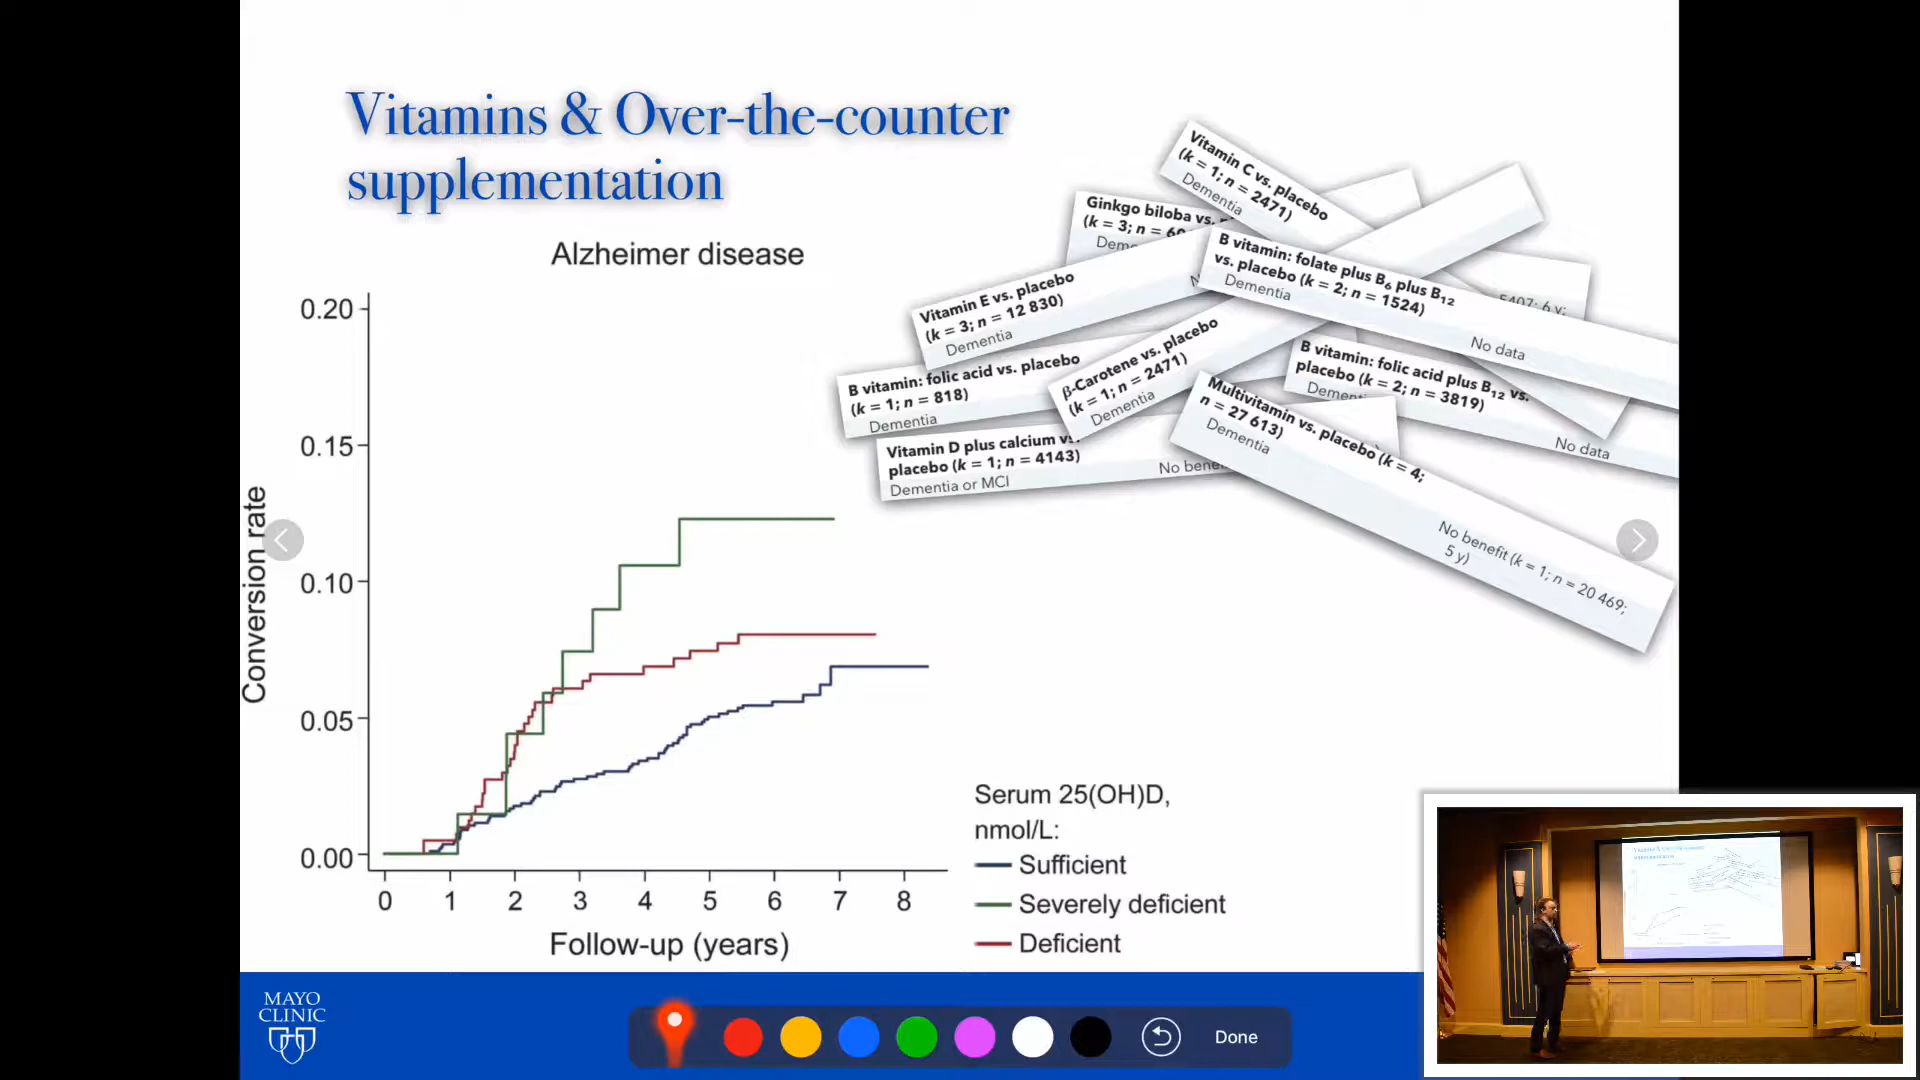 Vitamins & Over-the-counter
supplementation
Alzheimer disease
0.20
0.15
0.10
0.05
0.00
Conversion rate
0 1 2 3 4 5 6 7 8
Follow-up (years)
Serum 25(OH)D,
nmol/L:
Sufficient
Severely deficient
Deficient
Vitamin C vs. placebo
(k = 1; n = 2471)
Dementia
Ginkgo biloba vs.
(k = 3; n =
B vitamin: folate plus B6 plus B12
vs. placebo (k = 2; n = 1524)
Dementia
No data
5407; 6 y;
Vitamin E vs. placebo
(k = 3; n = 12 830)
Dementia
β-Carotene vs. placebo
(k = 1; n = 2471)
Dementia
B vitamin: folic acid vs. placebo
(k = 1; n = 818)
Dementia
B vitamin: folic acid plus B12 vs.
placebo (k = 2; n = 3819)
No data
Vitamin D plus calcium vs.
placebo (k = 1; n = 4143)
Dementia or MCI
Multivitamin vs. placebo (k = 4;
n = 27 613)
Dementia
No benefit (k = 1; n = 20 469;
5 y)
MAYO
CLINIC
Done